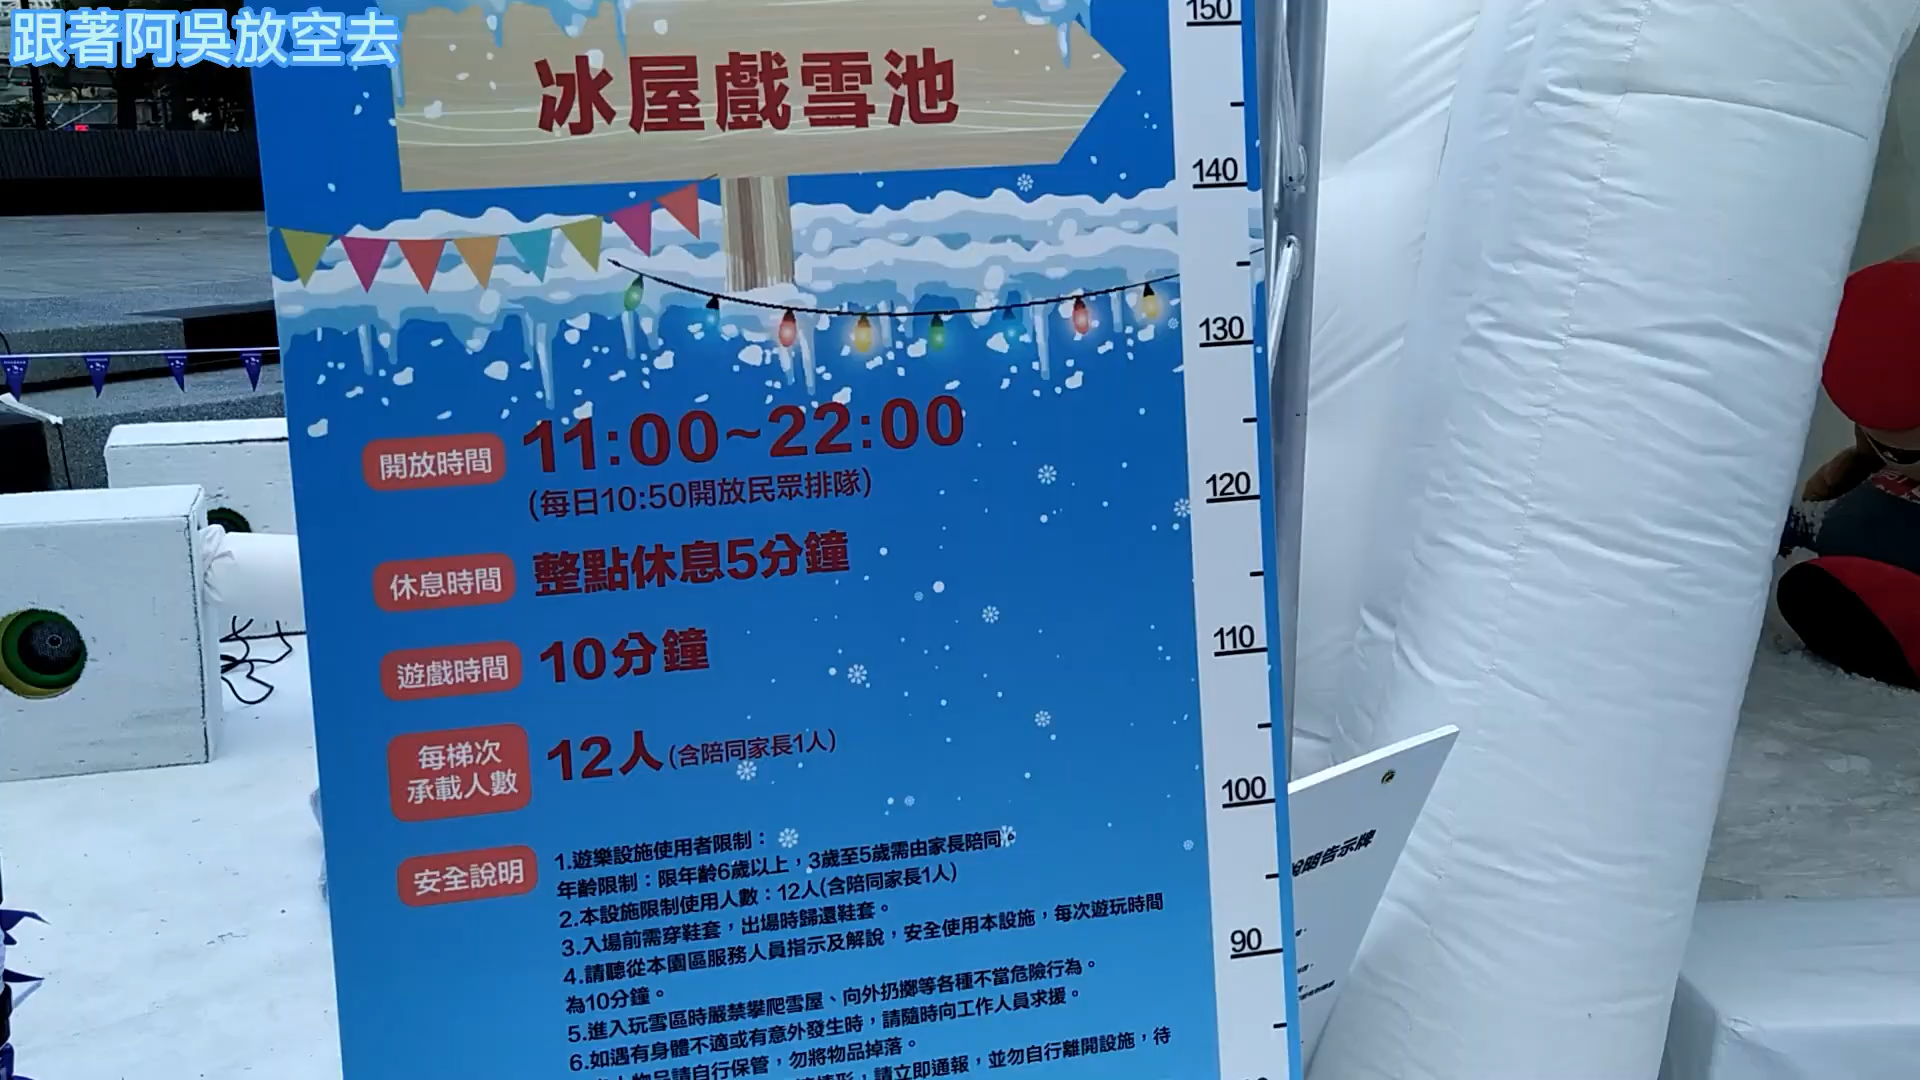 跟著阿吳放空去
冰屋戲雪池
150
140
130
120
110
100
90
開放時間
11:00~22:00
(每日10:50開放民眾排隊)
休息時間
整點休息5分鐘
遊戲時間
10分鐘
每梯次
承載人數
12人(含陪同家長1人)
安全說明
1.遊樂設施使用者限制：
年齡限制：限年齡6歲以上，3歲至5歲需由家長陪同。
2.本設施限制使用人數：12人(含陪同家長1人)
3.入場前需穿鞋套，出場時歸還鞋套。
4.請聽從本園區服務人員指示及解說，安全使用本設施，每次遊玩時間
為10分鐘。
5.進入玩雪區時嚴禁攀爬雪屋、向外扔擲等各種不當危險行為。
6.如遇有身體不適或有意外發生時，請隨時向工作人員求援。
人物品請自行保管，勿將物品掉落。
請立即通報，並勿自行離開設施，待
說明告示牌